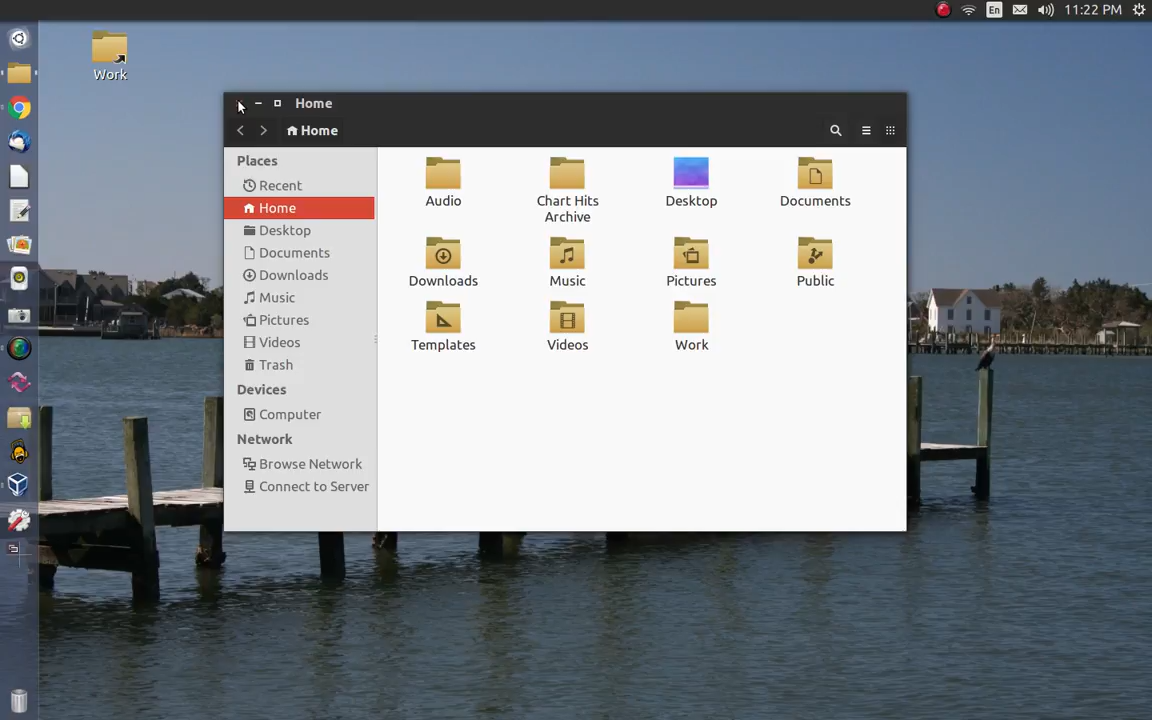 En
11:22 PM
Work
Home
Home
Places
Recent
Home
Desktop
Documents
Downloads
Music
Pictures
Videos
Trash
Devices
Computer
Network
Browse Network
Connect to Server
Audio
Chart Hits
Archive
Desktop
Documents
Downloads
Music
Pictures
Public
Templates
Videos
Work